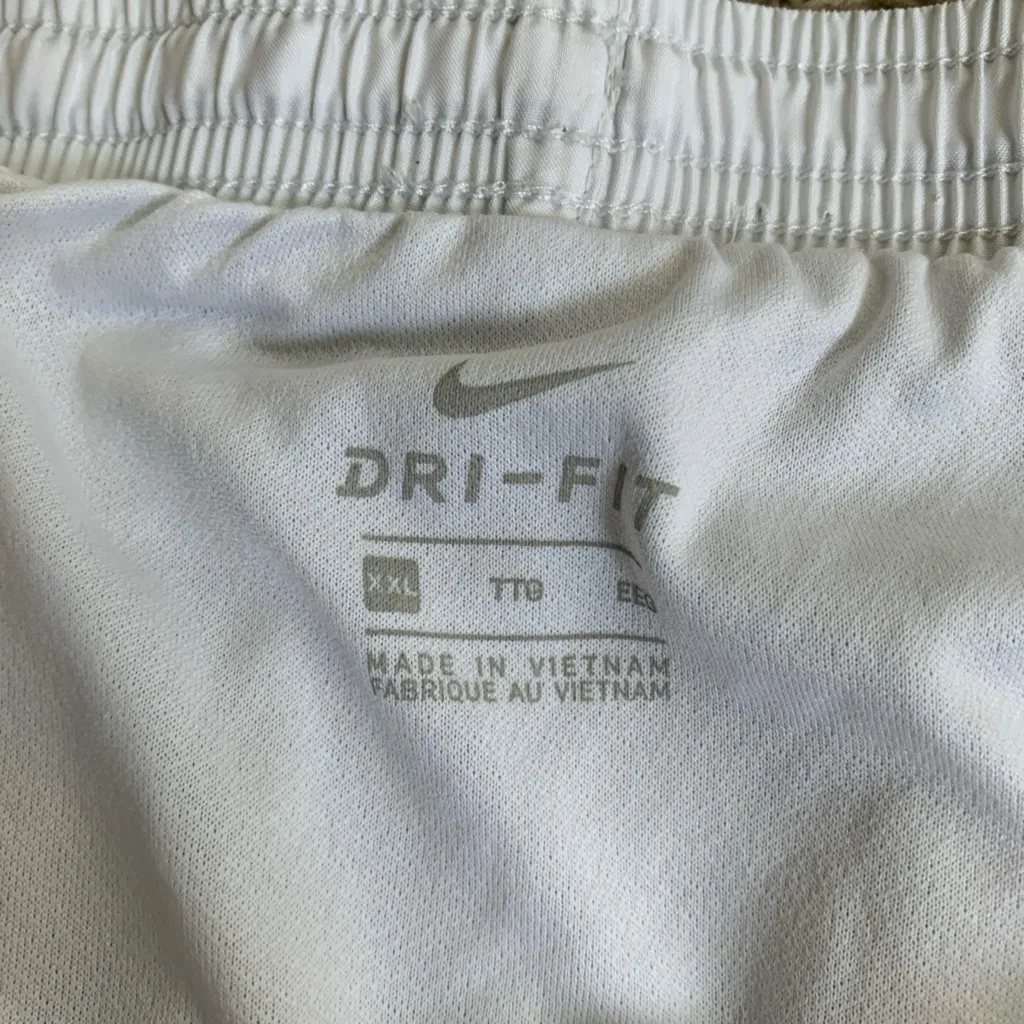 DRI-FIT
XXL TTG EEG
MADE IN VIETNAM
FABRIQUE AU VIETNAM